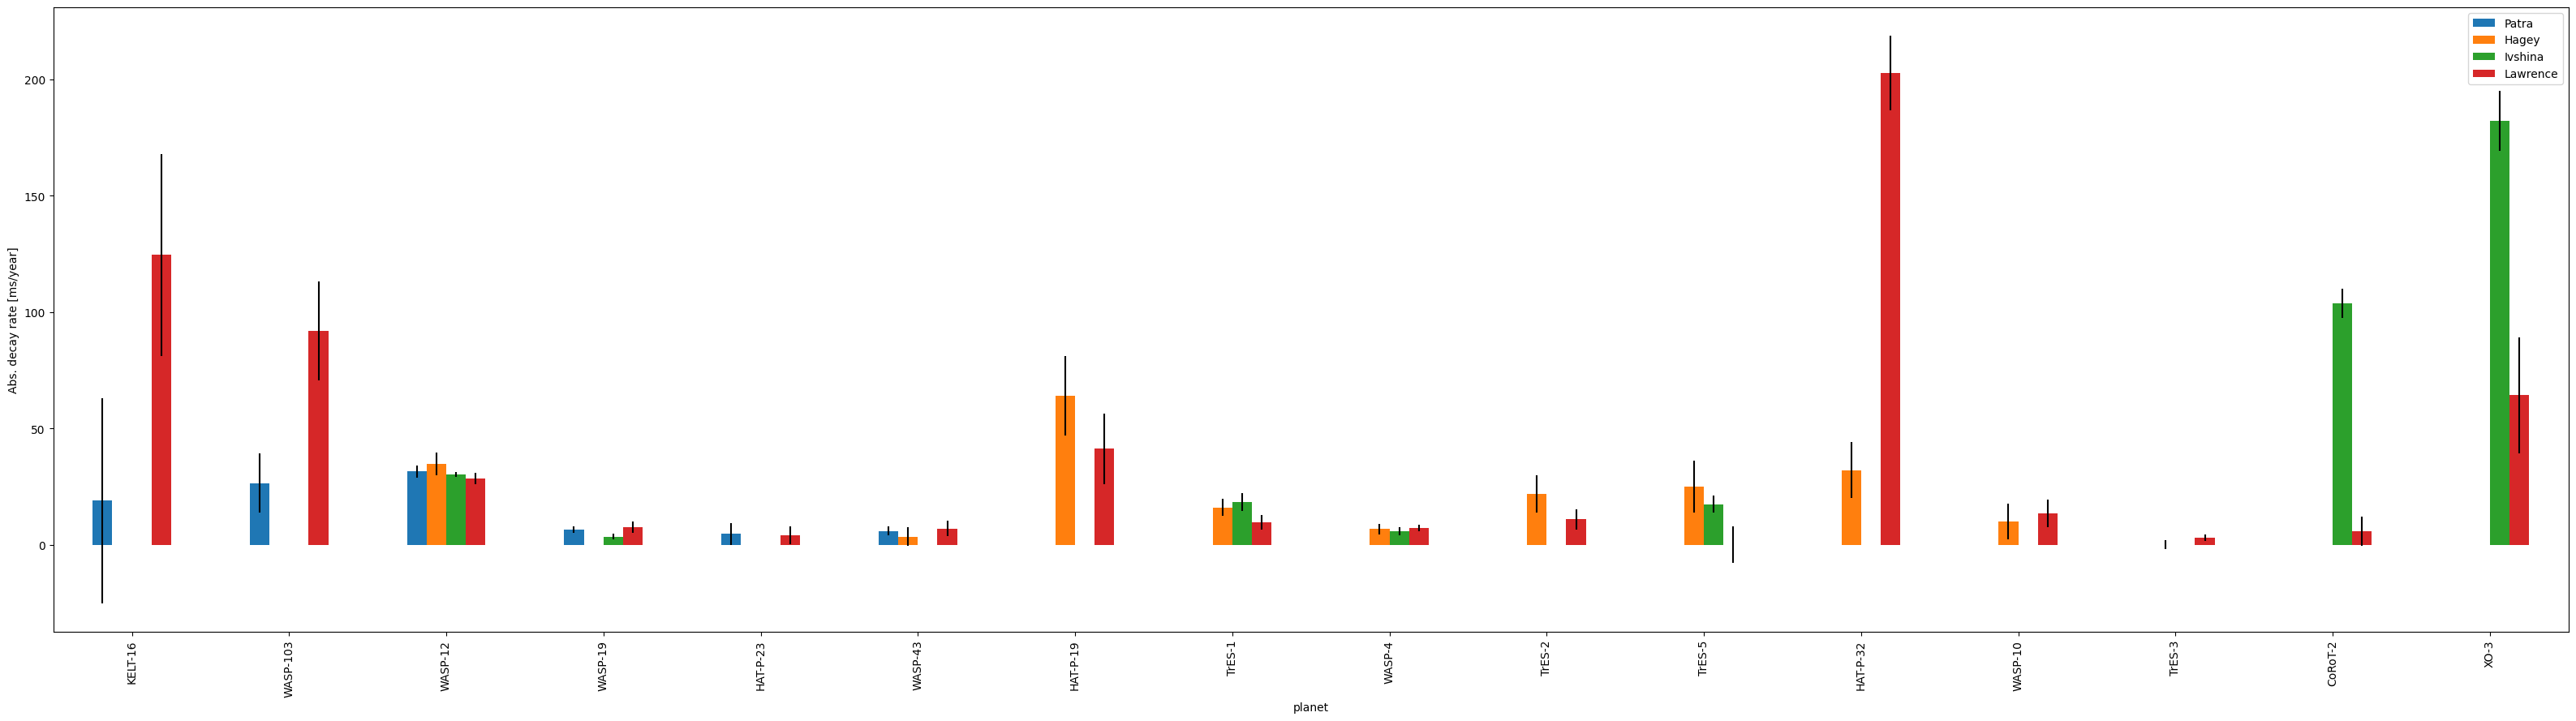 Patra
Hagey
Ivshina
Lawrence
Abs. decay rate [ms/year]
200
150
100
50
0
KELT-16
WASP-103
WASP-12
WASP-19
HAT-P-23
WASP-43
HAT-P-19
TrES-1
WASP-4
TrES-2
TrES-5
HAT-P-32
WASP-10
TrES-3
CoRoT-2
XO-3
planet